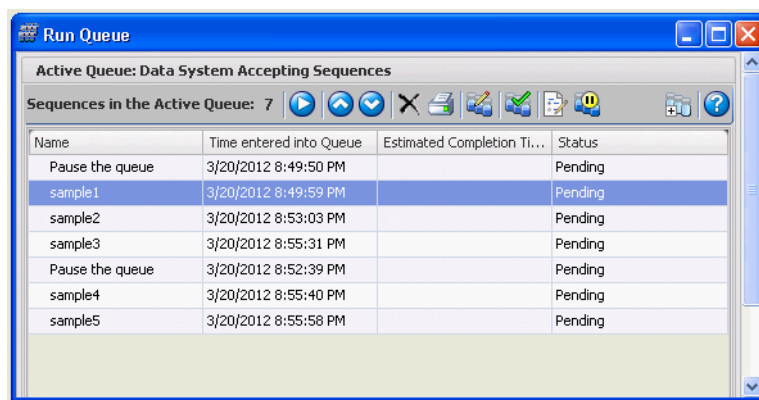 Run Queue
Active Queue: Data System Accepting Sequences
Sequences in the Active Queue: 7
Name Time entered into Queue Estimated Completion Ti... Status
Pause the queue 3/20/2012 8:49:50 PM Pending
sample1 3/20/2012 8:49:59 PM Pending
sample2 3/20/2012 8:53:03 PM Pending
sample3 3/20/2012 8:55:31 PM Pending
Pause the queue 3/20/2012 8:52:39 PM Pending
sample4 3/20/2012 8:55:40 PM Pending
sample5 3/20/2012 8:55:58 PM Pending